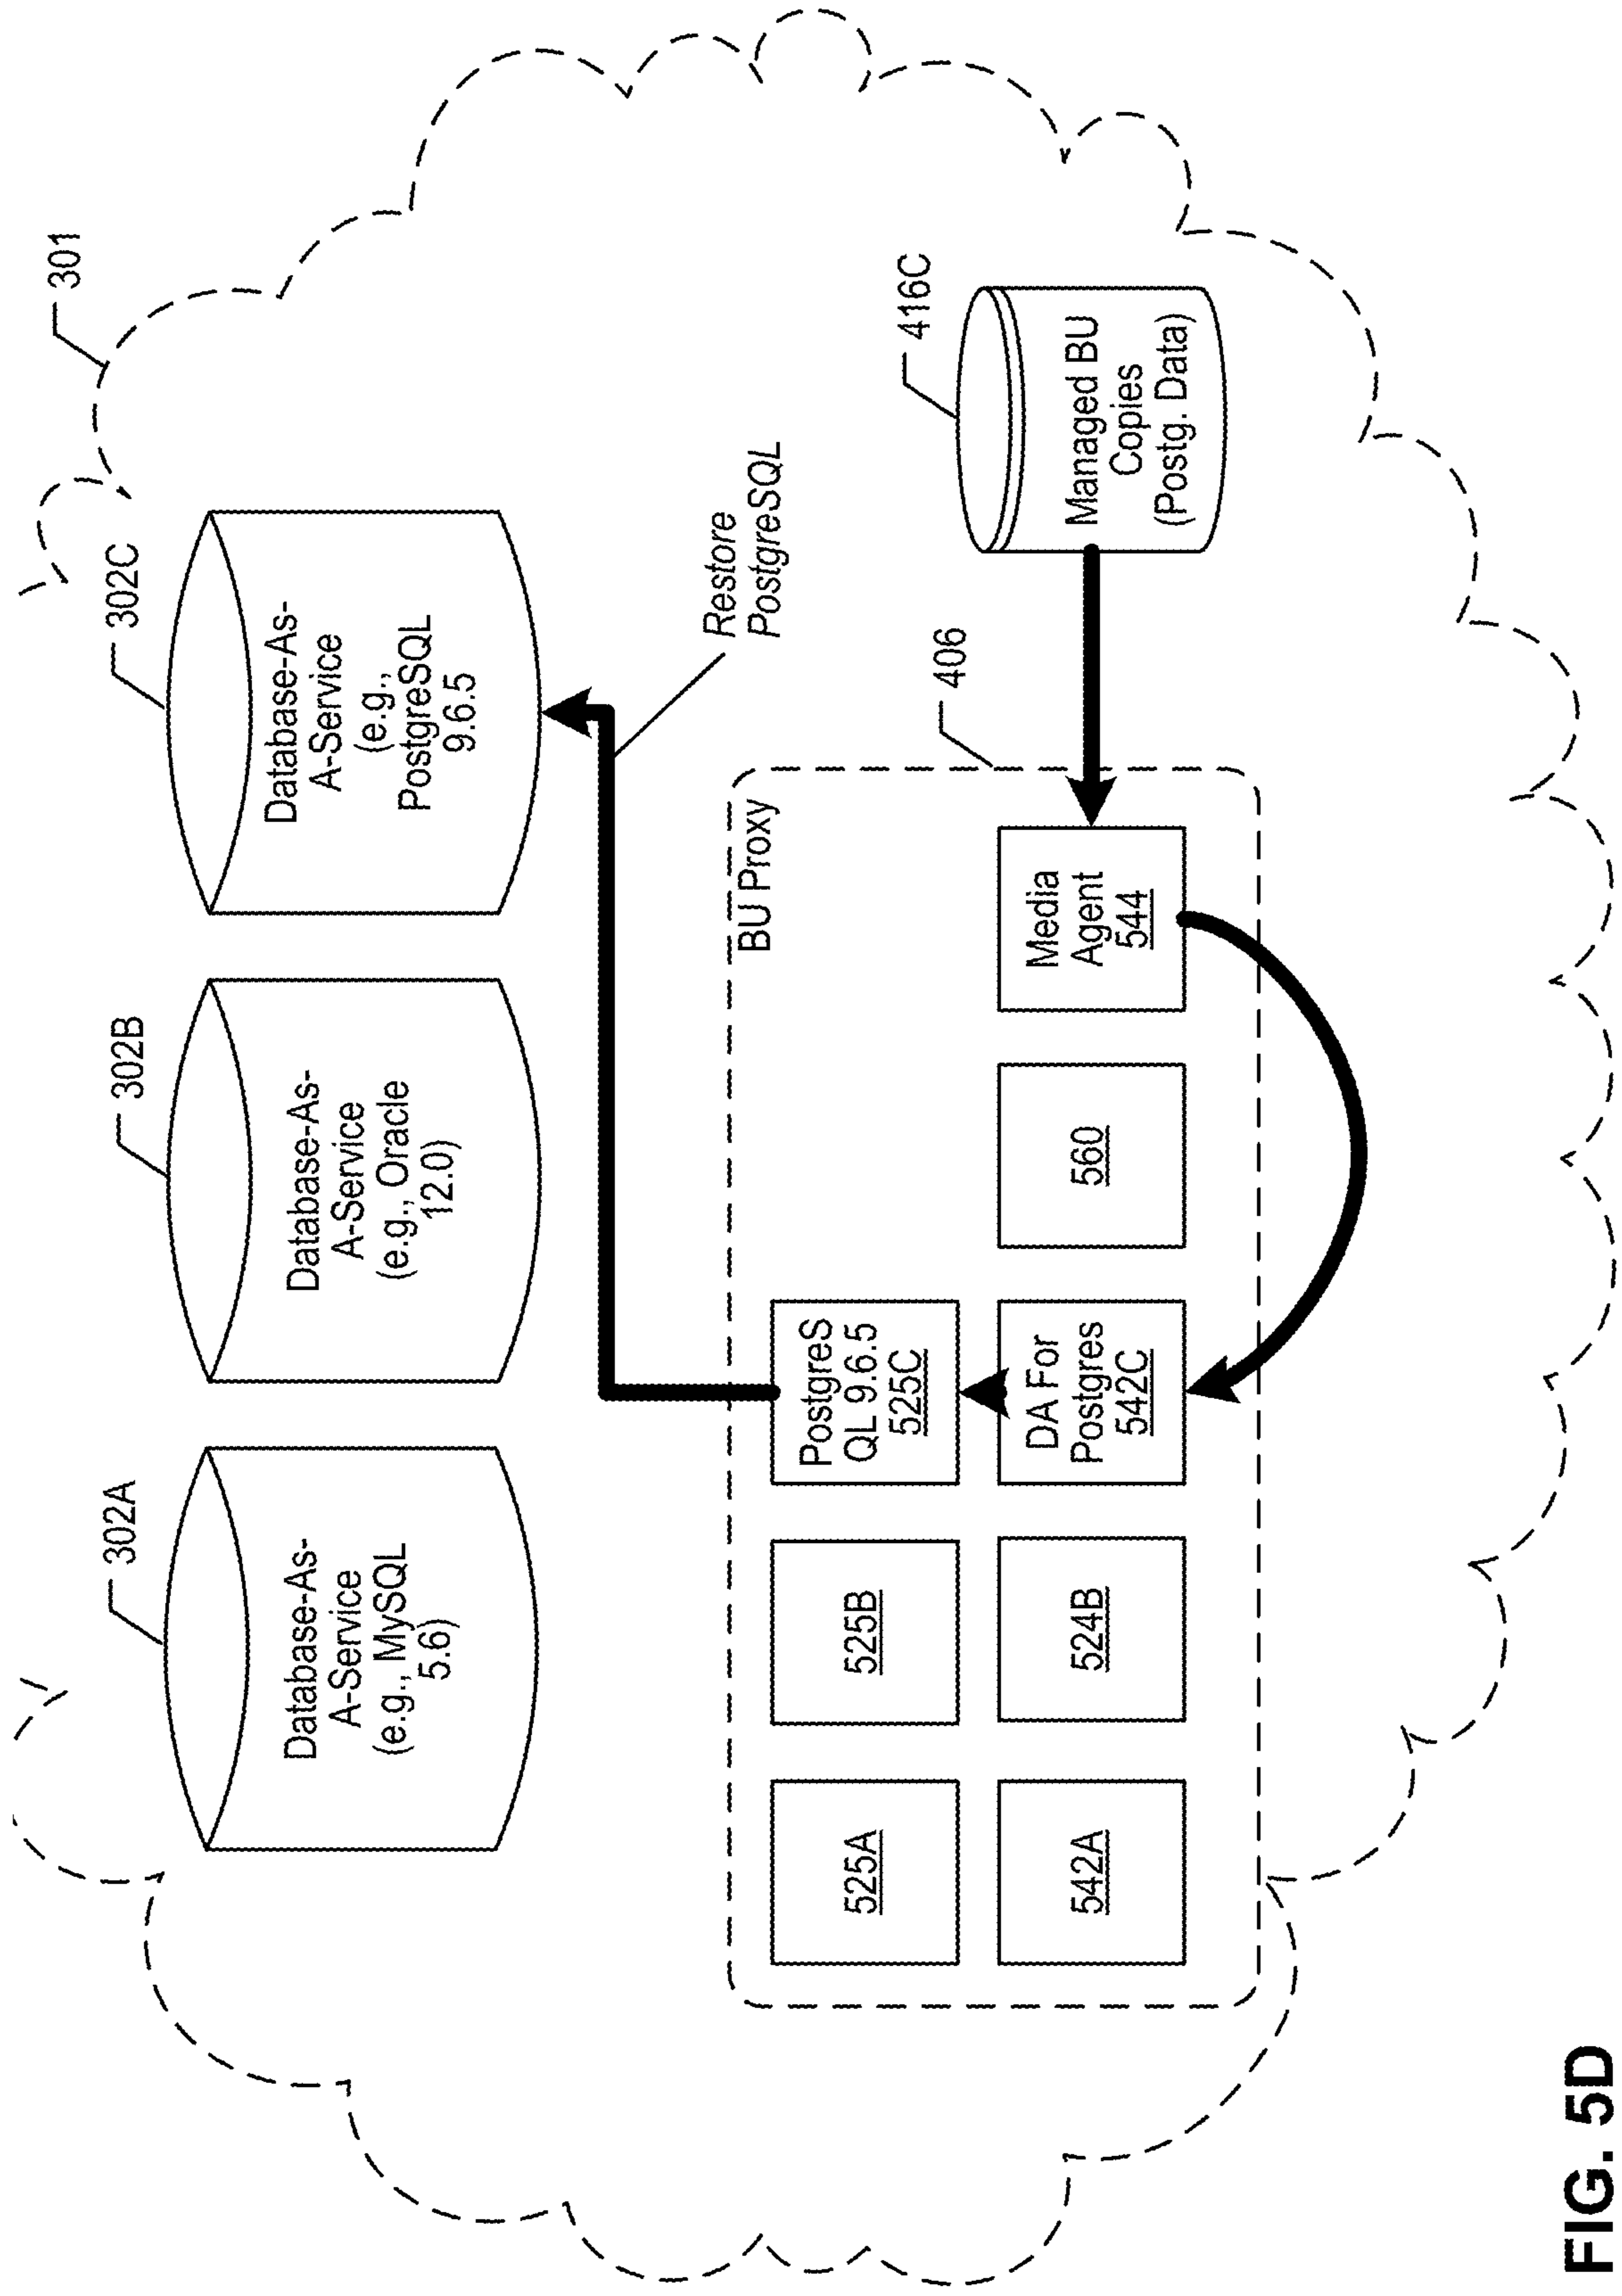 301
302A
302B
302C
Database-As-
A-Service
(e.g., MySQL
5.6)
Database-As-
A-Service
(e.g., Oracle
12.0)
Database-As-
A-Service
(e.g.,
PostgreSQL
9.6.5
Restore
PostgreSQL
406
416C
BU Proxy
525A
525B
PostgreS
QL 9.6.5
525C
542A
524B
DA For
Postgres
542C
560
Media
Agent
544
Managed BU
Copies
(Postg. Data)
FIG. 5D